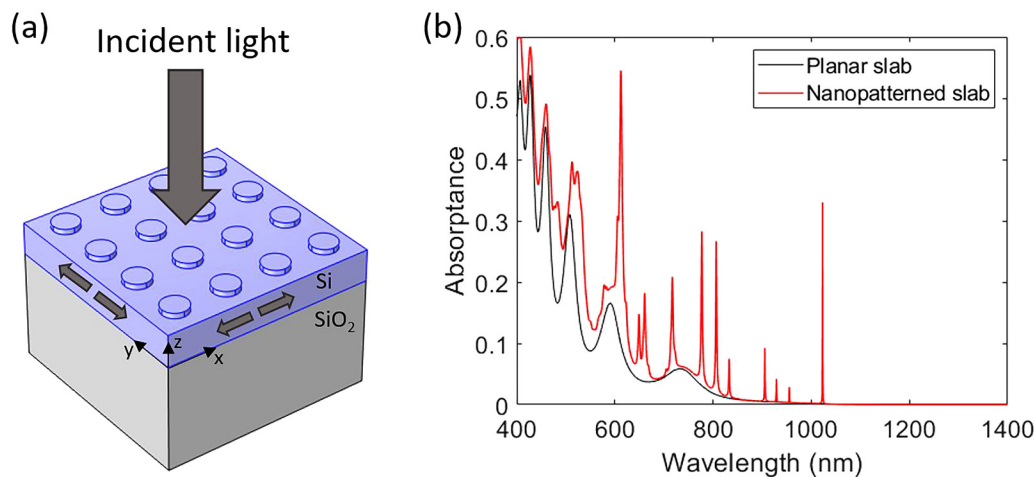 (a)
Incident light
Si
SiO₂
y
z
x
(b)
0.6
0.5
0.4
0.3
0.2
0.1
0
Absorptance
Planar slab
Nanopatterned slab
400 600 800 1000 1200 1400
Wavelength (nm)